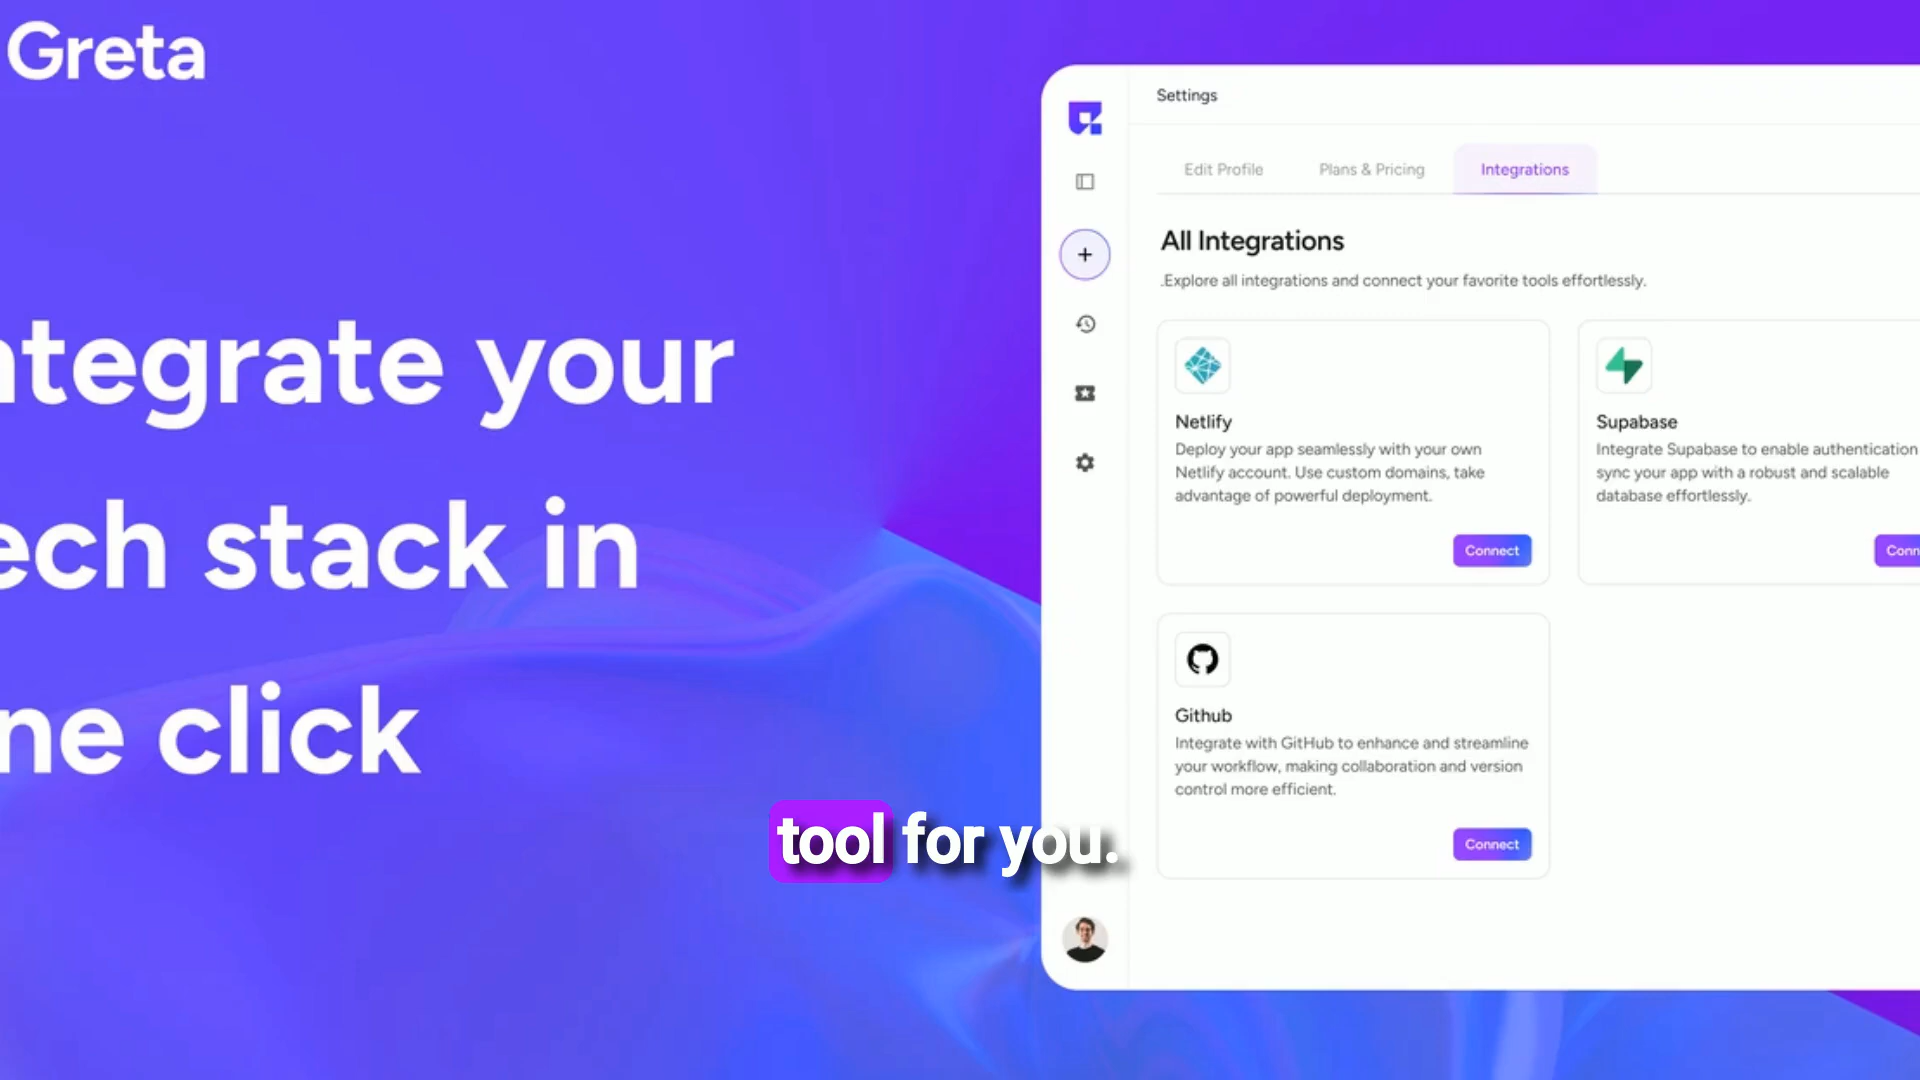 Greta
ntegrate your
ech stack in
ne click
tool for you.
Settings
Edit Profile
Plans & Pricing
Integrations
All Integrations
.Explore all integrations and connect your favorite tools effortlessly.
Netlify
Deploy your app seamlessly with your own
Netlify account. Use custom domains, take
advantage of powerful deployment.
Connect
Supabase
Integrate Supabase to enable authentication
sync your app with a robust and scalable
database effortlessly.
Conn
Github
Integrate with GitHub to enhance and streamline
your workflow, making collaboration and version
control more efficient.
Connect